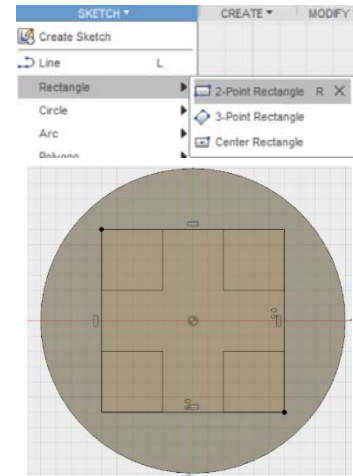 SKETCH CREATE MODIFY
Create Sketch
Line L
Rectangle 2-Point Rectangle R
Circle 3-Point Rectangle
Arc Center Rectangle
Polygon